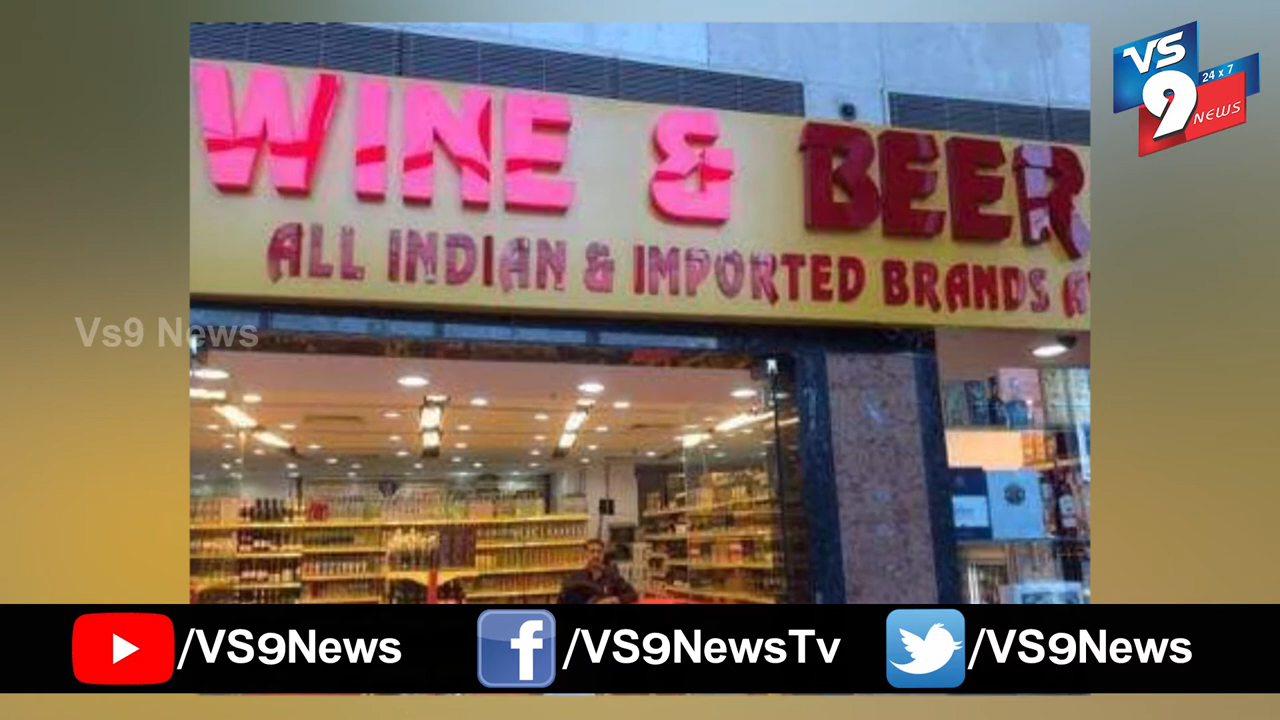 WINE & BEER
ALL INDIAN & IMPORTED BRANDS A
VS
9
24 x 7
NEWS
Vs9 News
/VS9News
/VS9NewsTv
/VS9News